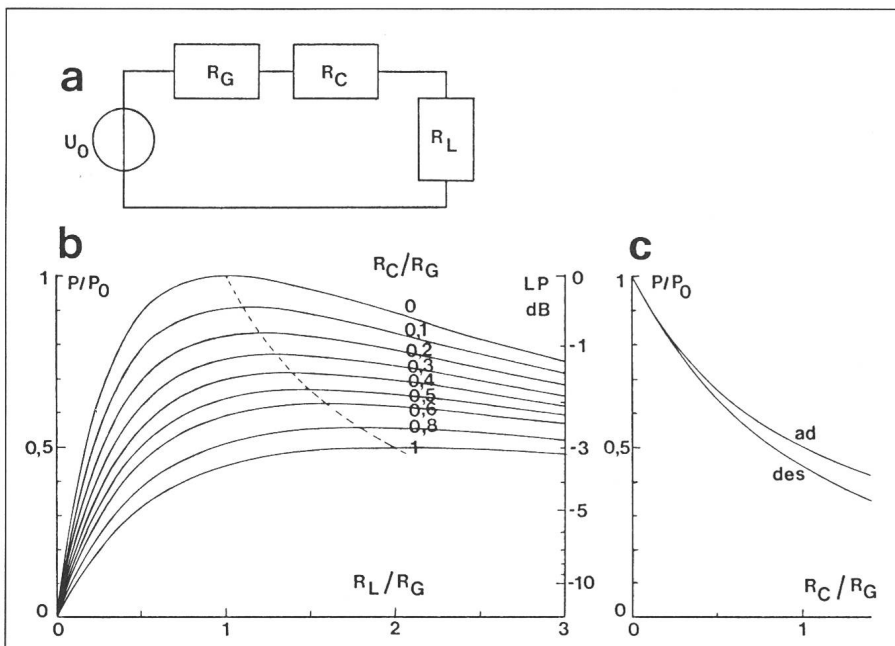 a
R_G
R_C
R_L
U_0
b
P/P_0
1
0,5
0
R_C/R_G
0
0,1
0,2
0,3
0,4
0,5
0,6
0,8
1
LP
dB
0
-1
-3
-5
-10
R_L/R_G
0
1
2
3
c
P/P_0
1
0,5
0
ad
des
R_C/R_G
0
1